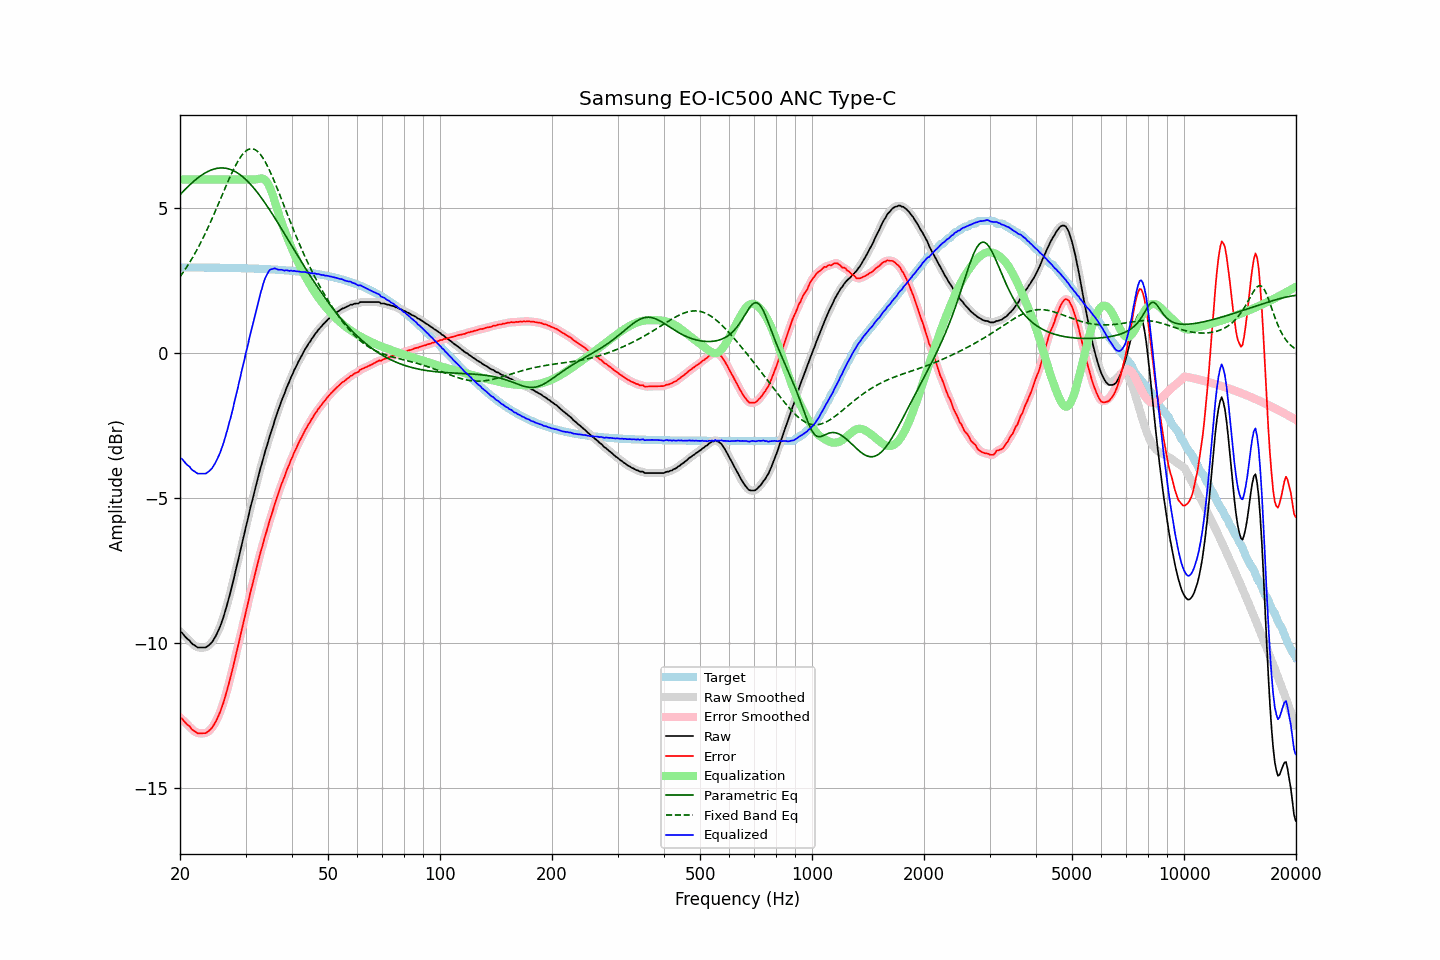 Samsung EO-IC500 ANC Type-C
Amplitude (dBr)
5
0
−5
−10
−15
Target
Raw Smoothed
Error Smoothed
Raw
Error
Equalization
Parametric Eq
Fixed Band Eq
Equalized
20 50 100 200 500 1000 2000 5000 10000 20000
Frequency (Hz)